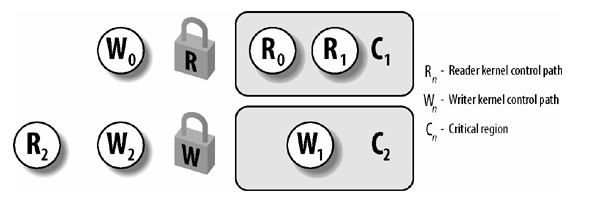 W0 R R0 R1 C1
R2 W2 W W1 C2
Rn - Reader kernel control path
Wn - Writer kernel control path
Cn - Critical region